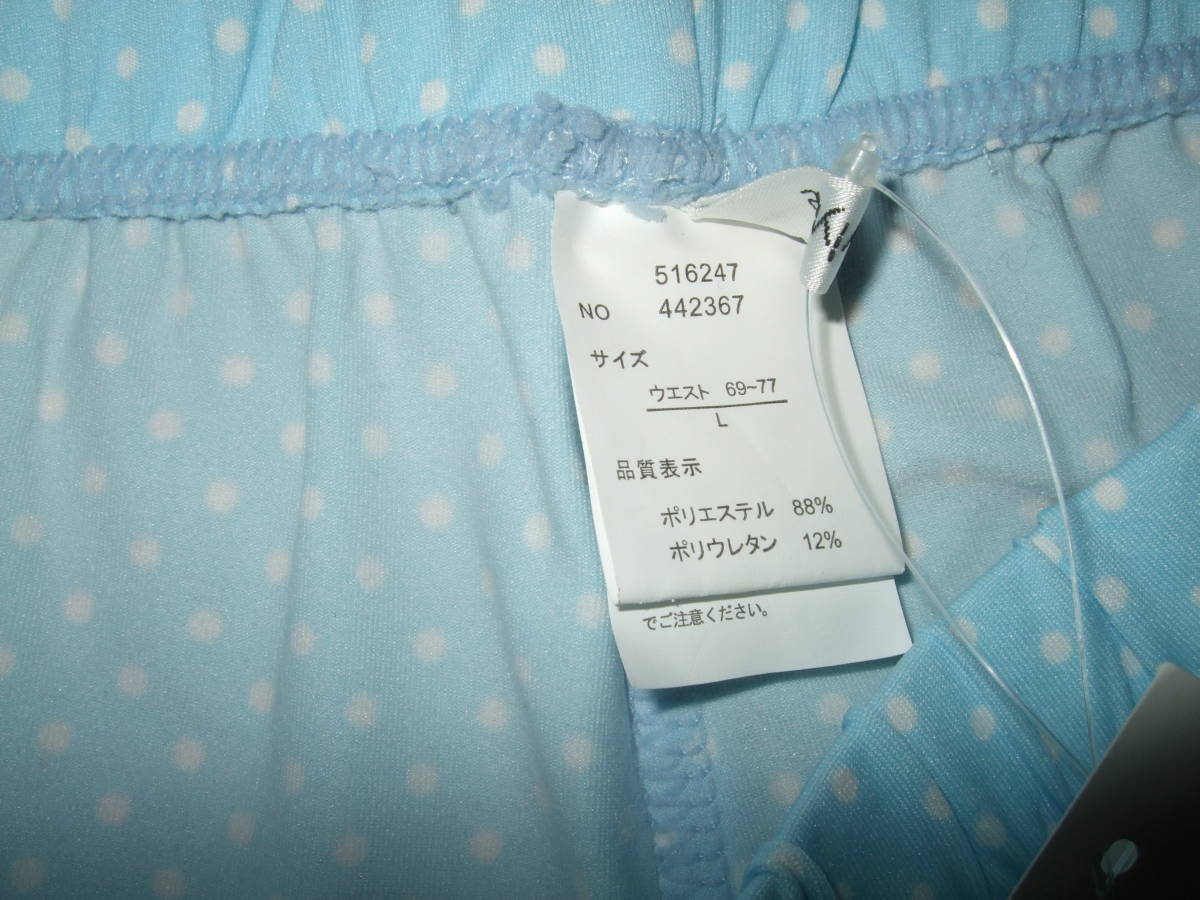 516247
NO 442367
サイズ
ウエスト 69~77
L
品質表示
ポリエステル 88%
ポリウレタン 12%
でご注意ください。